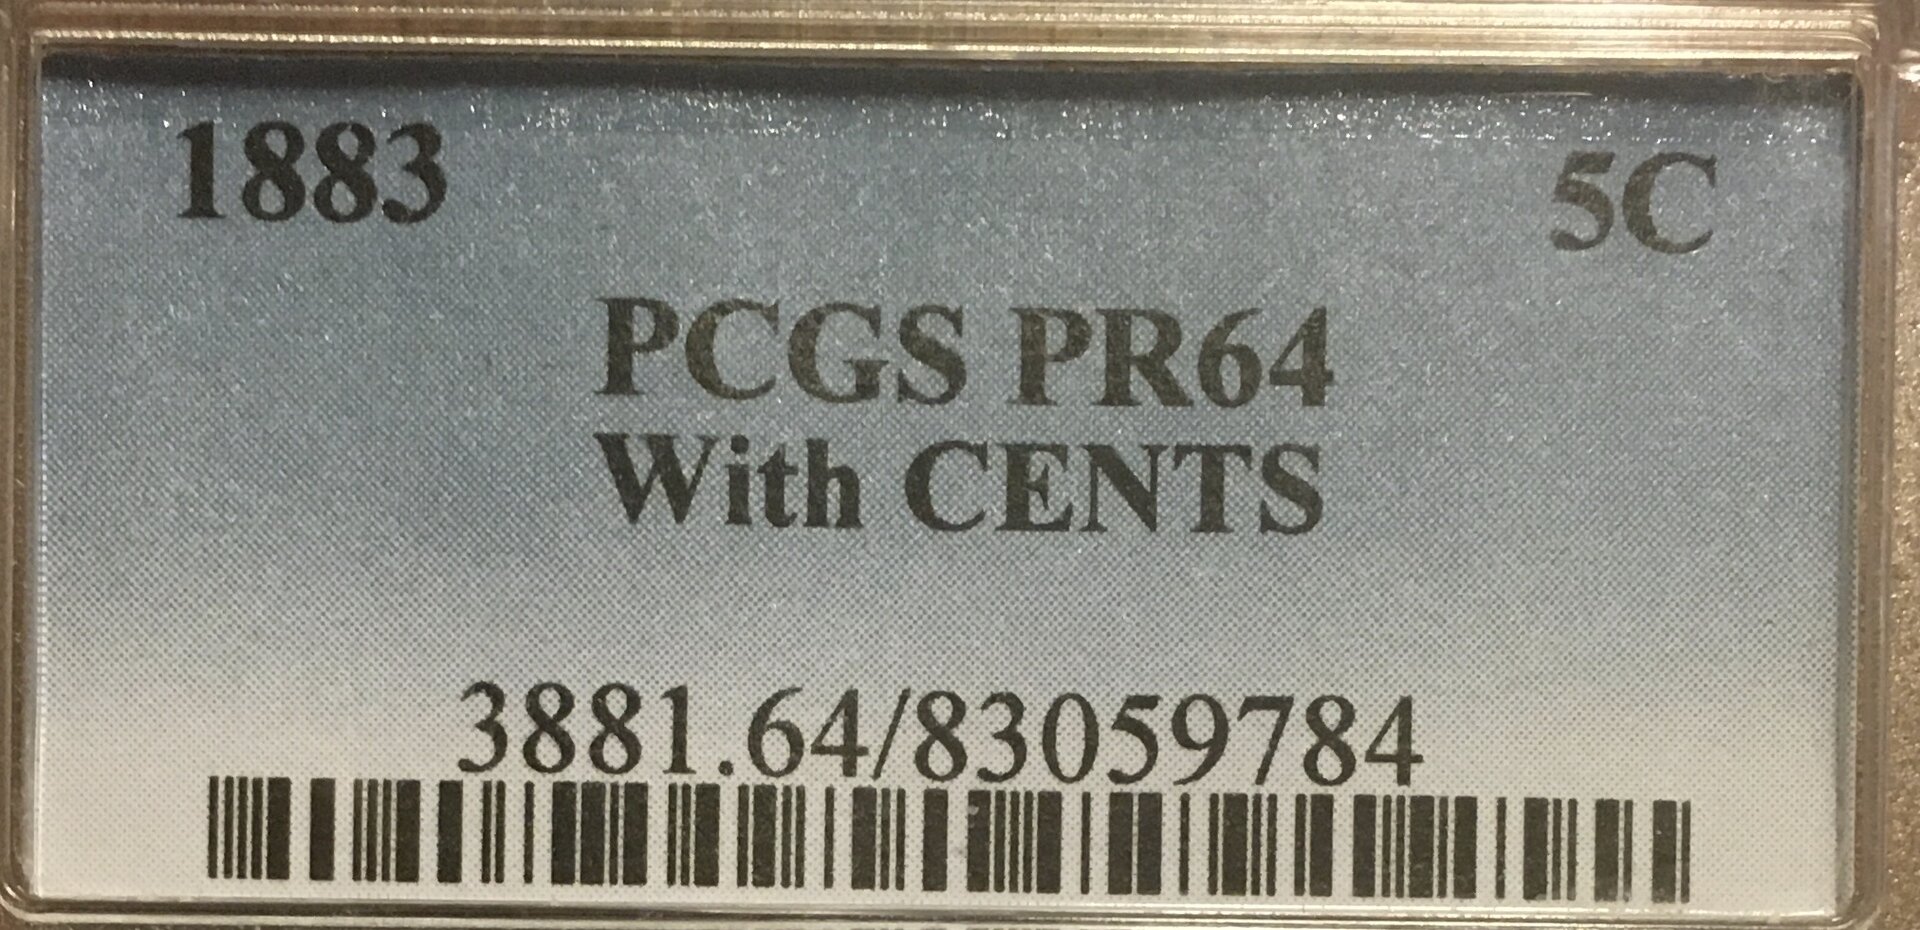 1883 5C
PCGS PR64
With CENTS
3881.64/83059784